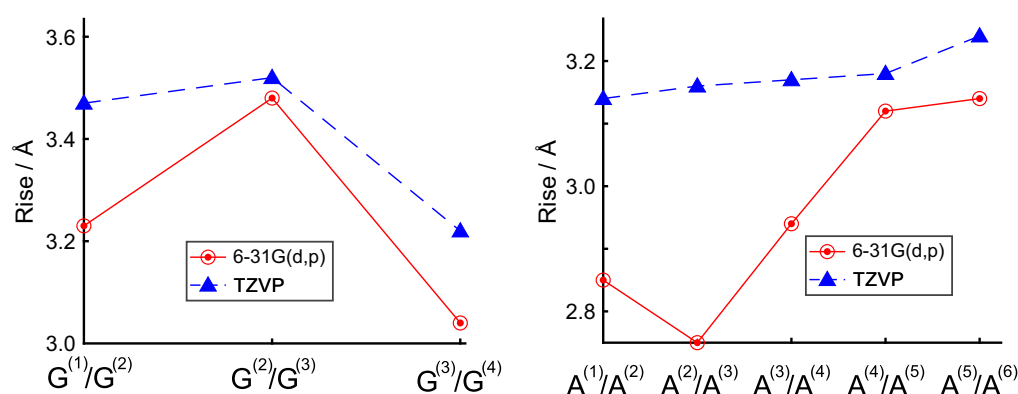 Rise / Å
3.6
3.4
3.2
3.0
6-31G(d,p)
TZVP
G(1)/G(2)
G(2)/G(3)
G(3)/G(4)
Rise / Å
3.2
3.0
2.8
6-31G(d,p)
TZVP
A(1)/A(2)
A(2)/A(3)
A(3)/A(4)
A(4)/A(5)
A(5)/A(6)